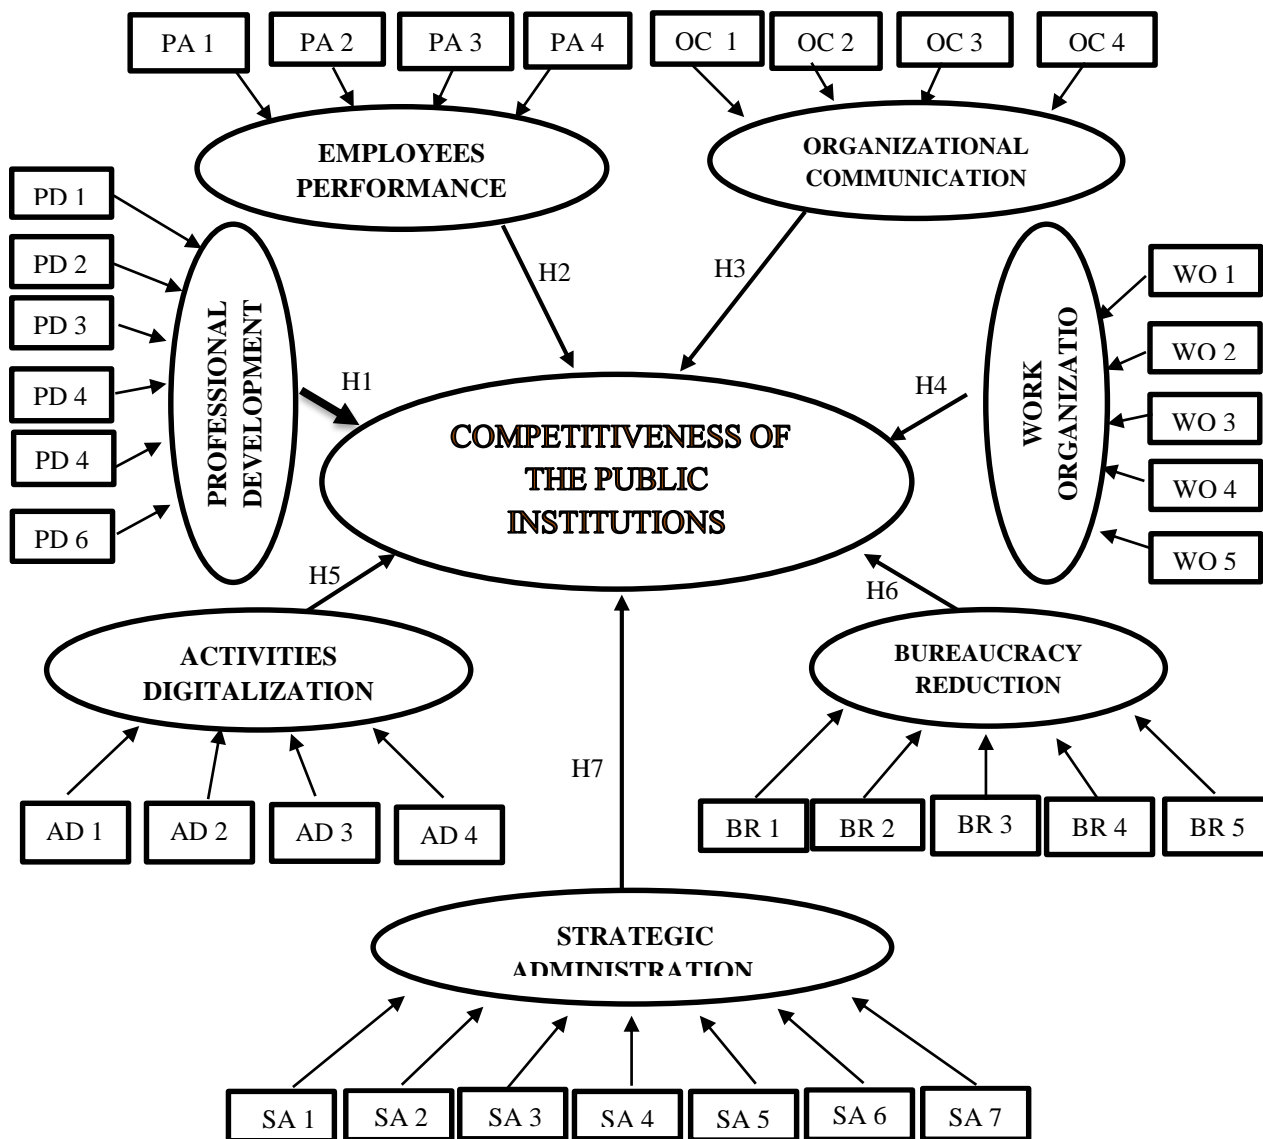 PA 1
PA 2
PA 3
PA 4
OC 1
OC 2
OC 3
OC 4
EMPLOYEES
PERFORMANCE
ORGANIZATIONAL
COMMUNICATION
PD 1
PD 2
PD 3
PD 4
PD 4
PD 6
PROFESSIONAL
DEVELOPMENT
H1
H2
H3
H4
WORK
ORGANIZATIO
WO 1
WO 2
WO 3
WO 4
WO 5
COMPETITIVENESS OF
THE PUBLIC
INSTITUTIONS
H5
H6
ACTIVITIES
DIGITALIZATION
BUREAUCRACY
REDUCTION
H7
AD 1
AD 2
AD 3
AD 4
BR 1
BR 2
BR 3
BR 4
BR 5
STRATEGIC
ADMINISTRATION
SA 1
SA 2
SA 3
SA 4
SA 5
SA 6
SA 7